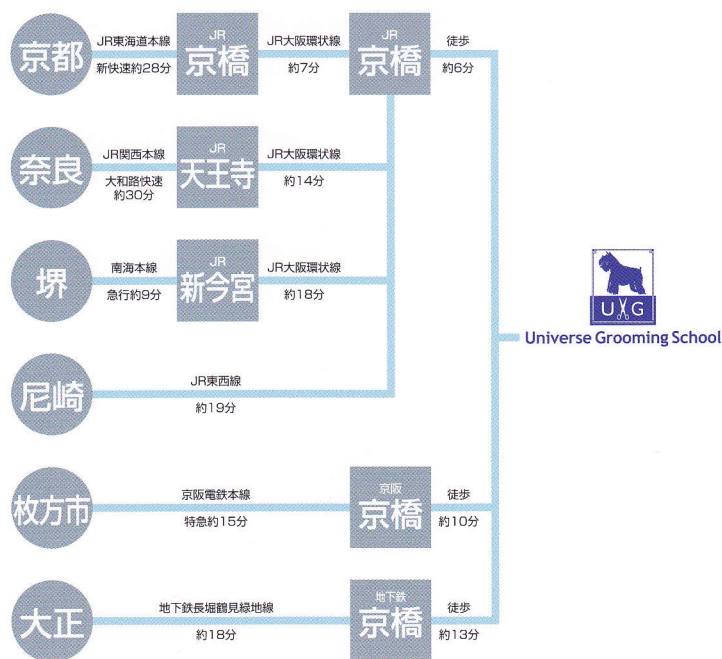 京都
JR東海道本線
新快速約28分
JR
京橋
JR大阪環状線
約7分
JR
京橋
徒歩
約6分
奈良
JR関西本線
大和路快速
約30分
JR
天王寺
JR大阪環状線
約14分
堺
南海本線
急行約9分
JR
新今宮
JR大阪環状線
約18分
尼崎
JR東西線
約19分
枚方市
京阪電鉄本線
特急約15分
京阪
京橋
徒歩
約10分
大正
地下鉄長堀鶴見緑地線
約18分
地下鉄
京橋
徒歩
約13分
UG
Universe Grooming School